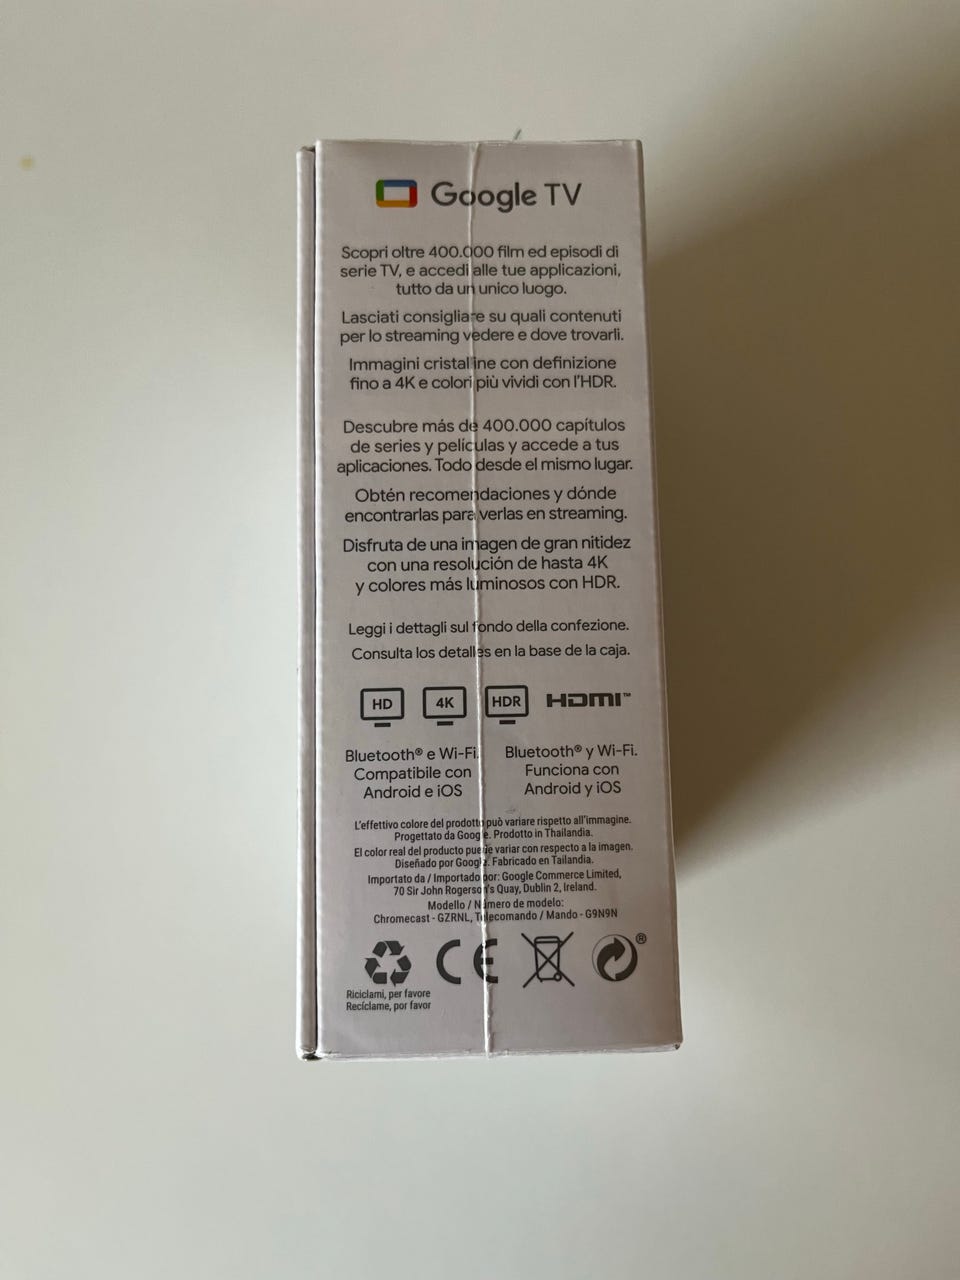 Google TV
Scopri oltre 400.000 film ed episodi di
serie TV, e accedi alle tue applicazioni,
tutto da un unico luogo.
Lasciati consigliare su quali contenuti
per lo streaming vedere e dove trovarli.
Immagini cristalline con definizione
fino a 4K e colori più vividi con l'HDR.
Descubre más de 400.000 capítulos
de series y películas y accede a tus
aplicaciones. Todo desde el mismo lugar.
Obtén recomendaciones y dónde
encontrarlas para verlas en streaming.
Disfruta de una imagen de gran nitidez
con una resolución de hasta 4K
y colores más luminosos con HDR.
Leggi i dettagli sul fondo della confezione.
Consulta los detalles en la base de la caja.
HD 4K HDR HDMI™
Bluetooth® e Wi-Fi.
Compatibile con
Android e iOS
Bluetooth® y Wi-Fi.
Funciona con
Android y iOS
L'effettivo colore del prodotto può variare rispetto all'immagine.
Progettato da Google. Prodotto in Thailandia.
El color real del producto puede variar con respecto a la imagen.
Diseñado por Google. Fabricado en Tailandia.
Importato da / Importado por: Google Commerce Limited,
70 Sir John Rogerson's Quay, Dublin 2, Ireland.
Modello / Número de modelo:
Chromecast - GZRNL, Telecomando / Mando - G9N9N
CE ®
Riciclami, per favore
Recíclame, por favor